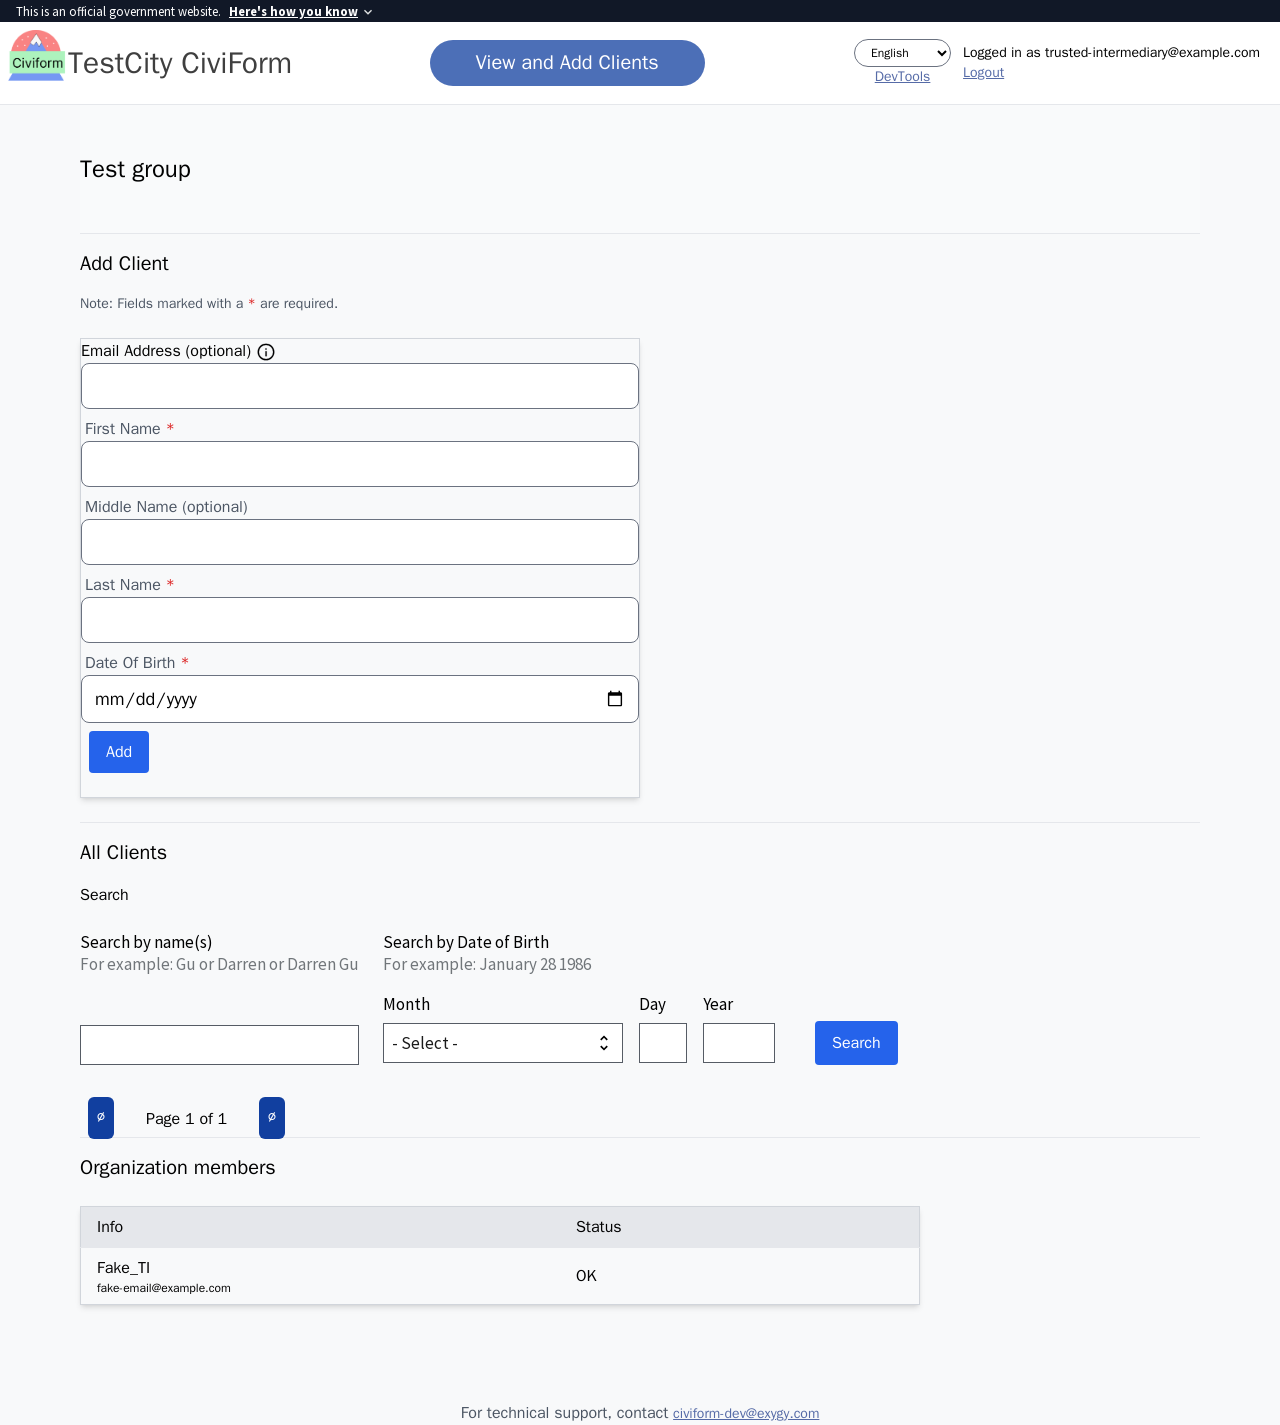 This is an official government website. Here's how you know
Civiform
TestCity CiviForm
View and Add Clients
English
DevTools
Logged in as trusted-intermediary@example.com
Logout
Test group
Add Client
Note: Fields marked with a * are required.
Email Address (optional)
First Name *
Middle Name (optional)
Last Name *
Date Of Birth *
mm/dd/yyyy
Add
All Clients
Search
Search by name(s)
For example: Gu or Darren or Darren Gu
Search by Date of Birth
For example: January 28 1986
Month Day Year
- Select -
Search
∅ Page 1 of 1 ∅
Organization members
Info Status
Fake_TI
fake-email@example.com
OK
For technical support, contact civiform-dev@exygy.com